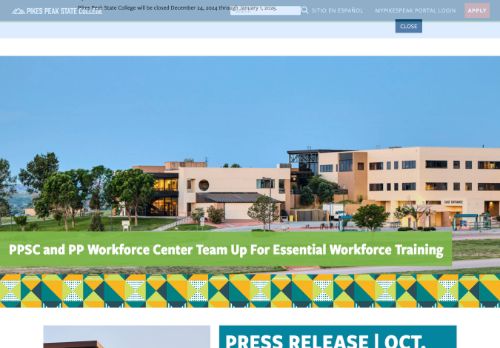 Pikes Peak State College will be closed December 24, 2024 through January 1, 2025.
PIKES PEAK STATE COLLEGE
SITIO EN ESPAÑOL
MYPIKESPEAK PORTAL LOGIN
APPLY
CLOSE
PPSC and PP Workforce Center Team Up For Essential Workforce Training
PRESS RELEASE | OCT.